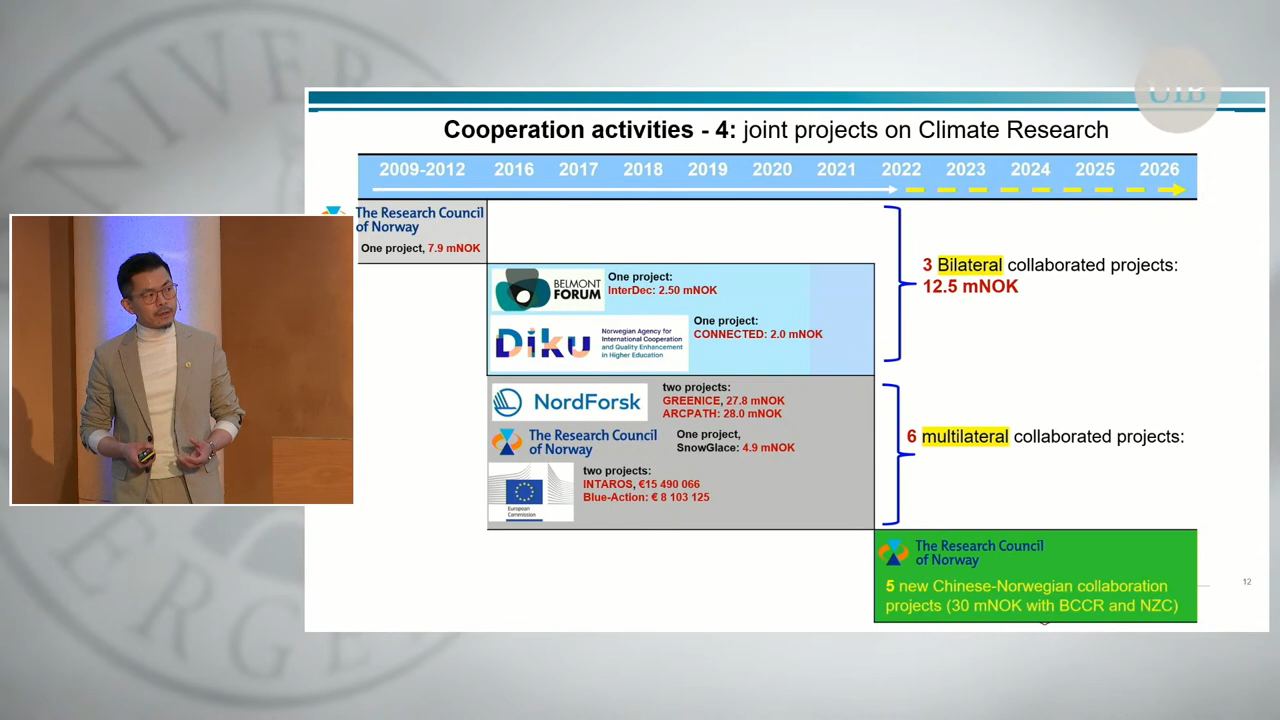 UiB
Cooperation activities - 4: joint projects on Climate Research
2009-2012 2016 2017 2018 2019 2020 2021 2022 2023 2024 2025 2026
The Research Council
of Norway
One project, 7.9 mNOK
BELMONT
FORUM
One project:
InterDec: 2.50 mNOK
Diku
Norwegian Agency for
International Cooperation
and Quality Enhancement
in Higher Education
One project:
CONNECTED: 2.0 mNOK
3 Bilateral collaborated projects:
12.5 mNOK
NordForsk
two projects:
GREENICE, 27.8 mNOK
ARCPATH: 28.0 mNOK
The Research Council
of Norway
One project,
SnowGlace: 4.9 mNOK
European
Commission
two projects:
INTAROS, €15 490 066
Blue-Action: € 8 103 125
6 multilateral collaborated projects:
The Research Council
of Norway
5 new Chinese-Norwegian collaboration
projects (30 mNOK with BCCR and NZC)
12
NIVER
ERGE